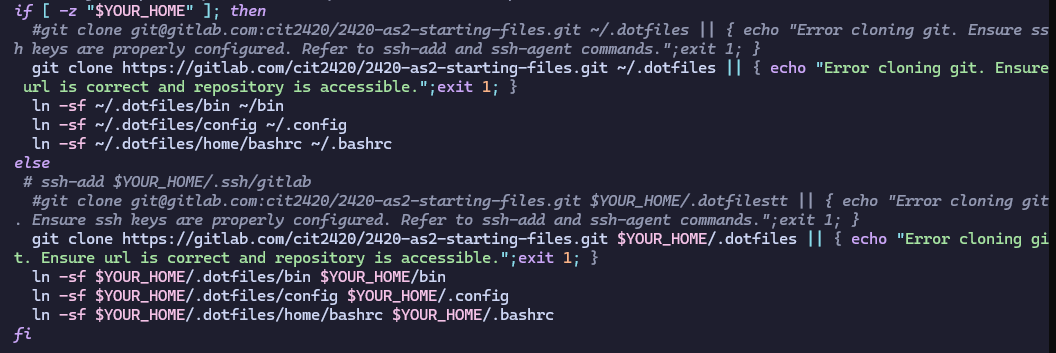 if [ -z "$YOUR_HOME" ]; then
  #git clone git@gitlab.com:cit2420/2420-as2-starting-files.git ~/.dotfiles || { echo "Error cloning git. Ensure ss
h keys are properly configured. Refer to ssh-add and ssh-agent commands.";exit 1; }
  git clone https://gitlab.com/cit2420/2420-as2-starting-files.git ~/.dotfiles || { echo "Error cloning git. Ensure
 url is correct and repository is accessible.";exit 1; }
  ln -sf ~/.dotfiles/bin ~/bin
  ln -sf ~/.dotfiles/config ~/.config
  ln -sf ~/.dotfiles/home/bashrc ~/.bashrc
else
 # ssh-add $YOUR_HOME/.ssh/gitlab
  #git clone git@gitlab.com:cit2420/2420-as2-starting-files.git $YOUR_HOME/.dotfilestt || { echo "Error cloning git
. Ensure ssh keys are properly configured. Refer to ssh-add and ssh-agent commands.";exit 1; }
  git clone https://gitlab.com/cit2420/2420-as2-starting-files.git $YOUR_HOME/.dotfiles || { echo "Error cloning gi
t. Ensure url is correct and repository is accessible.";exit 1; }
  ln -sf $YOUR_HOME/.dotfiles/bin $YOUR_HOME/bin
  ln -sf $YOUR_HOME/.dotfiles/config $YOUR_HOME/.config
  ln -sf $YOUR_HOME/.dotfiles/home/bashrc $YOUR_HOME/.bashrc
fi